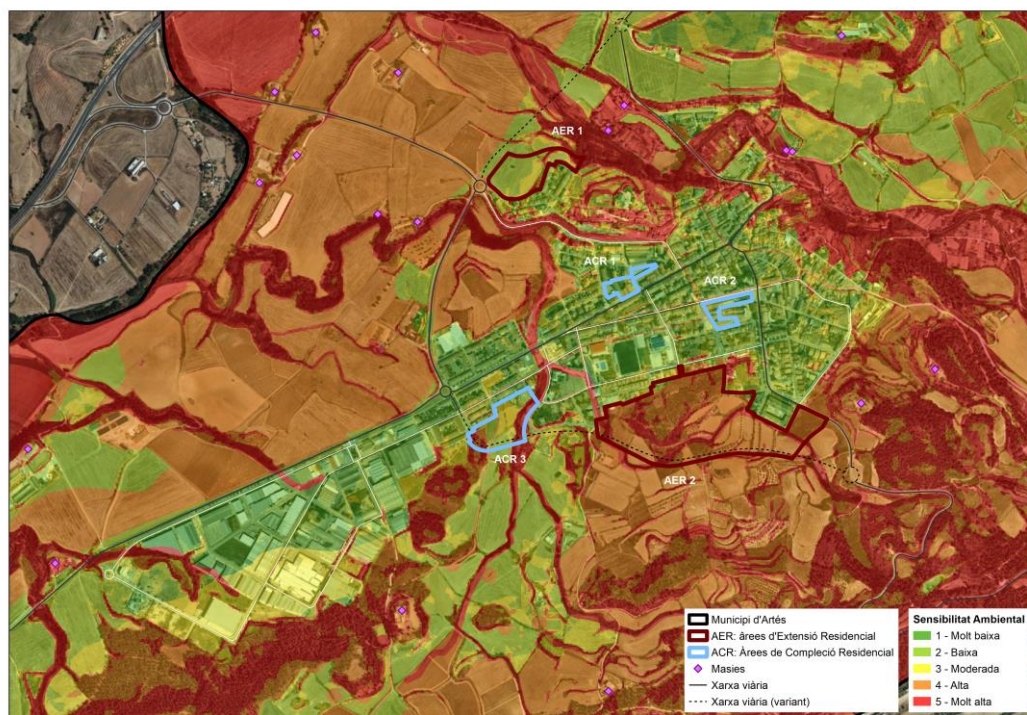 AER 1
ACR 1
ACR 2
ACR 3
AER 2
Municipi d'Artés
AER: àrees d'Extensió Residencial
ACR: Àrees de Compleció Residencial
Masies
Xarxa viària
Xarxa viària (variant)
Sensibilitat Ambiental
1 - Molt baixa
2 - Baixa
3 - Moderada
4 - Alta
5 - Molt alta